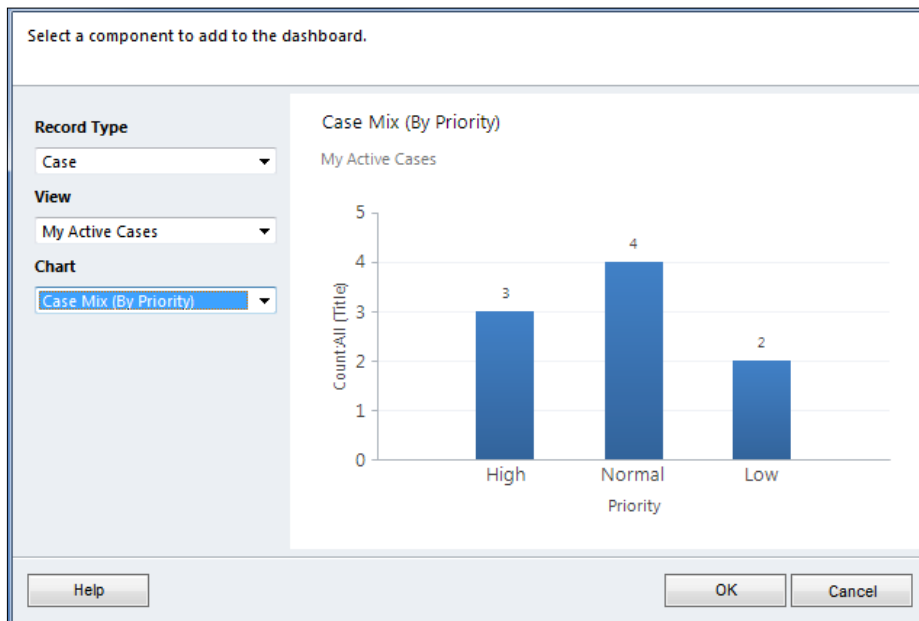 Select a component to add to the dashboard.
Record Type
Case
View
My Active Cases
Chart
Case Mix (By Priority)
Case Mix (By Priority)
My Active Cases
5
4
3
2
1
0
Count:All (Title)
3
4
2
High Normal Low
Priority
Help OK Cancel